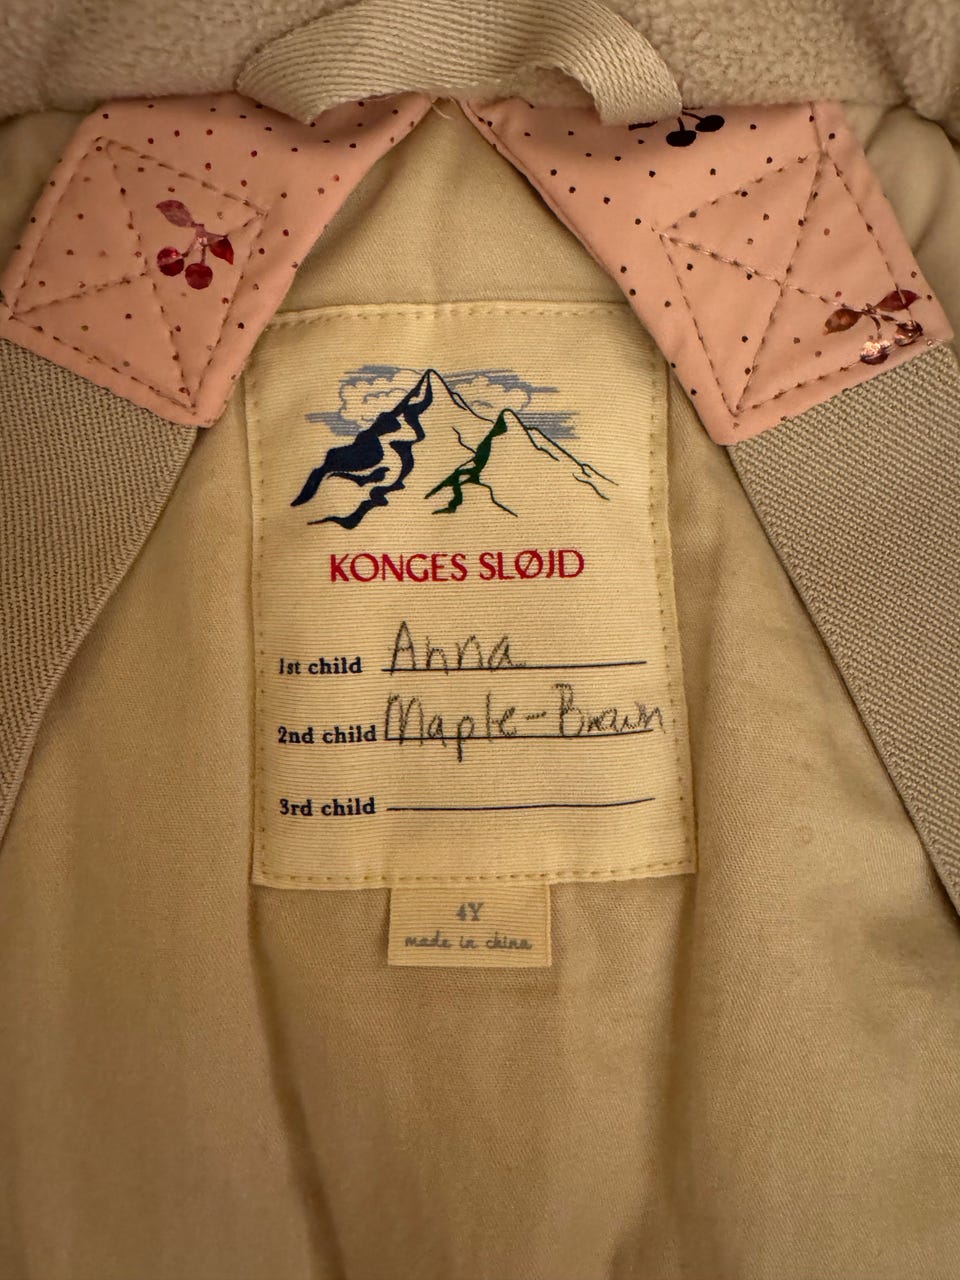 KONGES SLØJD
1st child Anna
2nd child Maple-Brown
3rd child
4Y
made in china